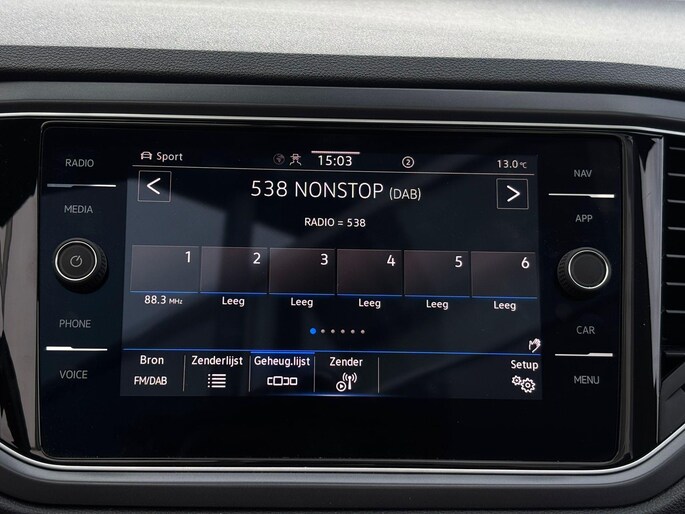 RADIO
MEDIA
PHONE
VOICE
Sport
15:03
2
13.0 °C
538 NONSTOP (DAB)
RADIO = 538
1
2
3
4
5
6
88.3 MHz
Leeg
Leeg
Leeg
Leeg
Leeg
Bron
FM/DAB
Zenderlijst
Geheug.lijst
Zender
Setup
NAV
APP
CAR
MENU